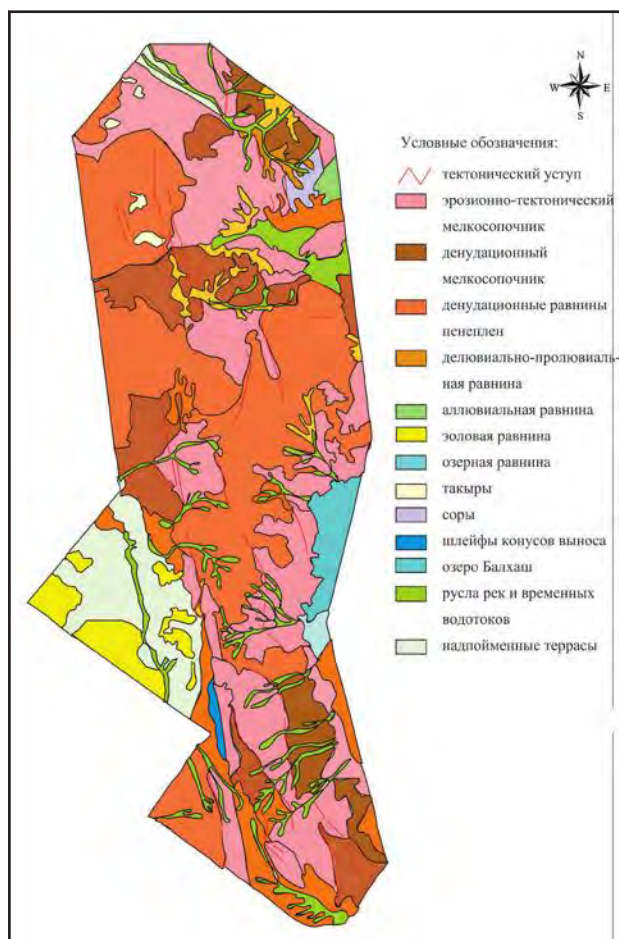 N
W E
S
Условные обозначения:
тектонический уступ
эрозионно-тектонический
мелкосопочник
денудационный
мелкосопочник
денудационные равнины
пенеплен
делювиально-пролювиаль-
ная равнина
аллювиальная равнина
эоловая равнина
озерная равнина
такыры
соры
шлейфы конусов выноса
озеро Балхаш
русла рек и временных
водотоков
надпойменные террасы